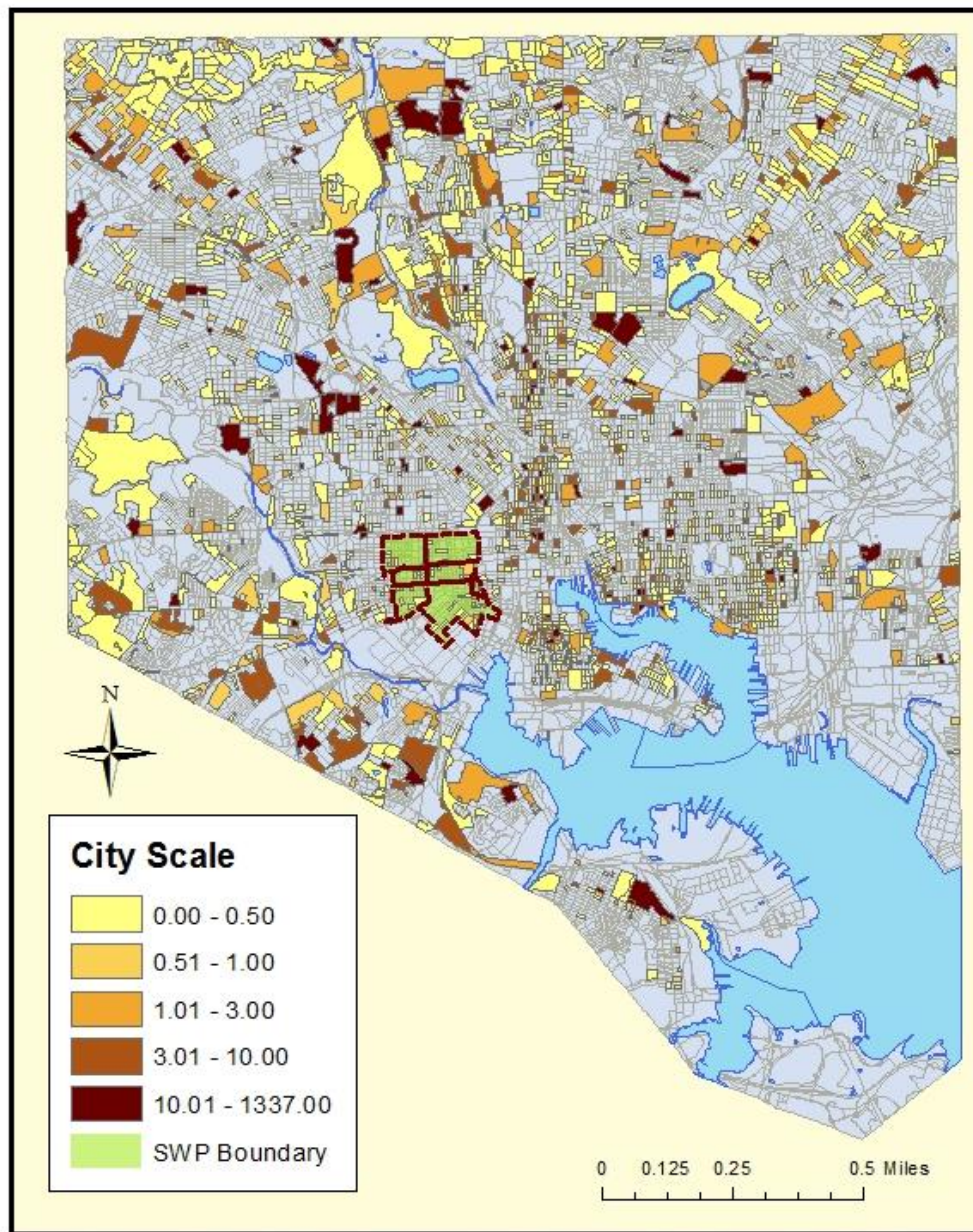 N
City Scale
0.00 - 0.50
0.51 - 1.00
1.01 - 3.00
3.01 - 10.00
10.01 - 1337.00
SWP Boundary
0 0.125 0.25 0.5 Miles